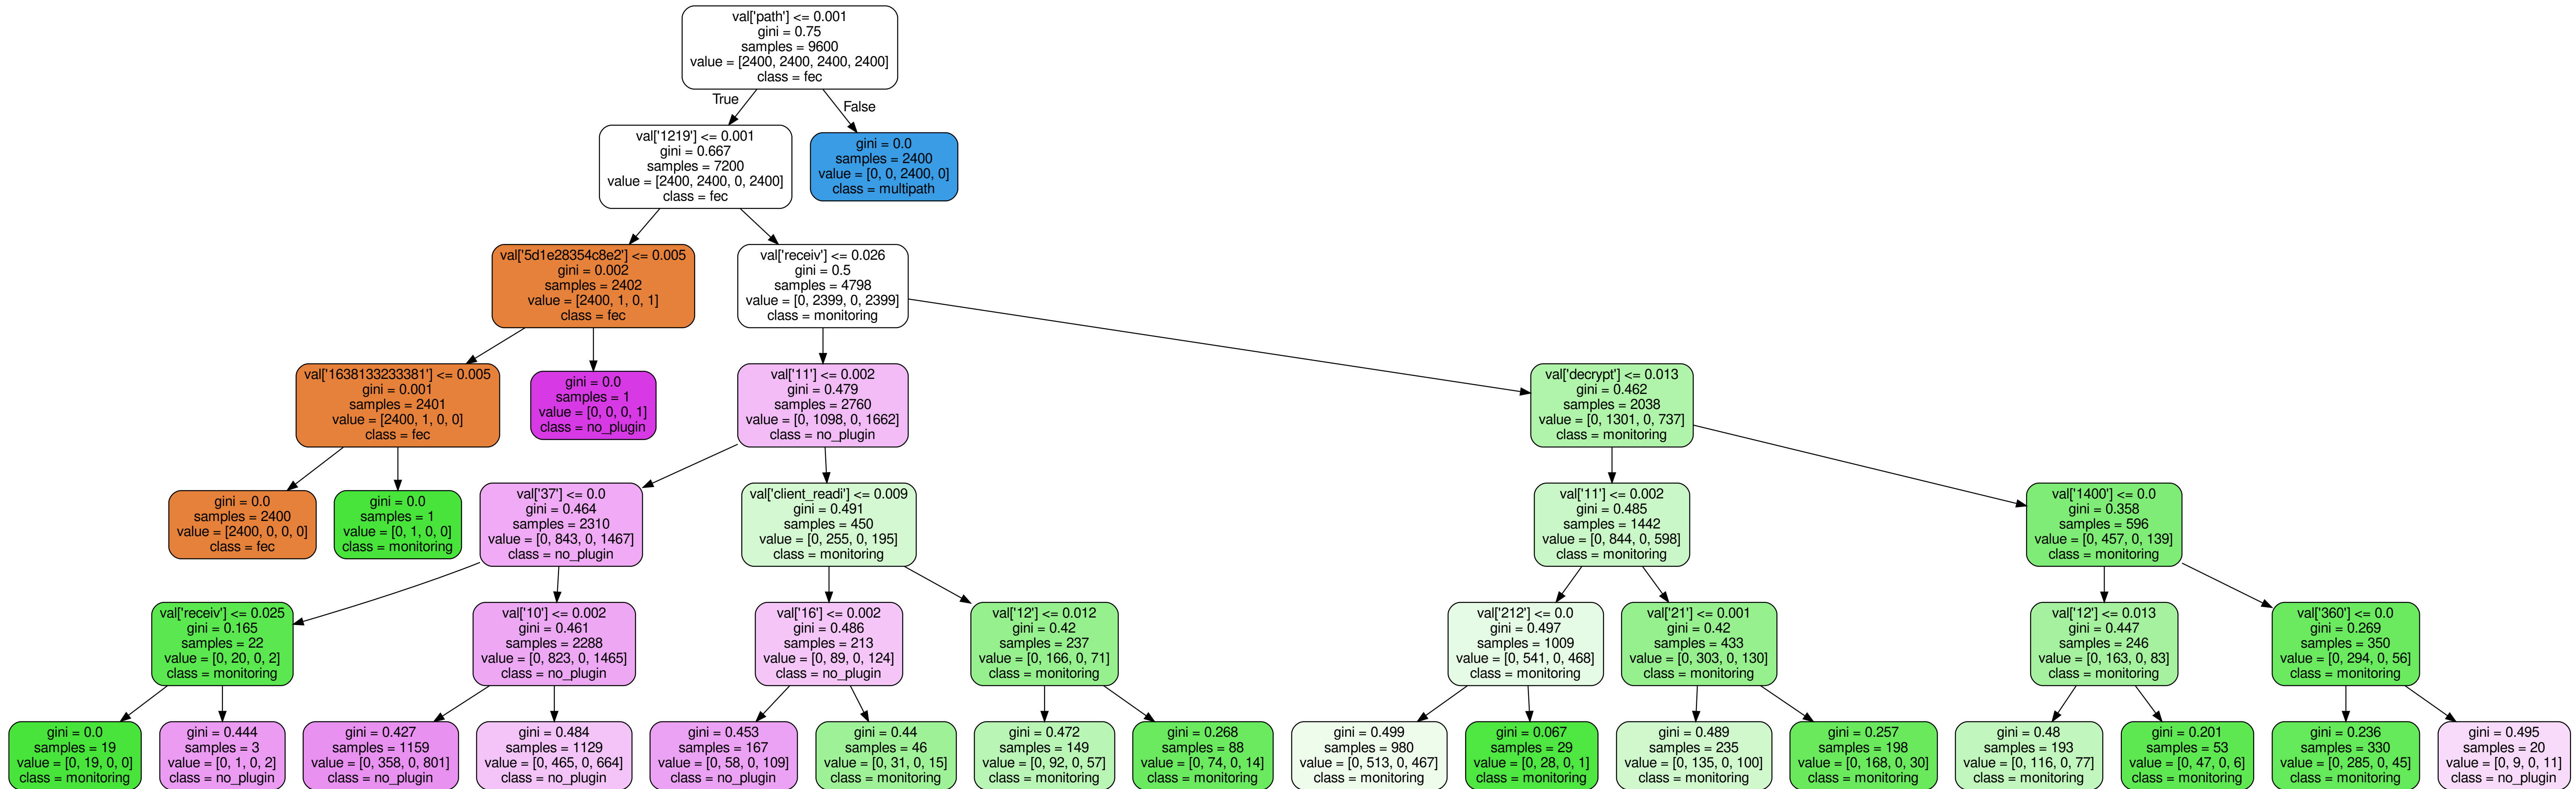 val['path'] <= 0.001
gini = 0.75
samples = 9600
value = [2400, 2400, 2400, 2400]
class = fec
True
False
val['1219'] <= 0.001
gini = 0.667
samples = 7200
value = [2400, 2400, 0, 2400]
class = fec
gini = 0.0
samples = 2400
value = [0, 0, 2400, 0]
class = multipath
val['5d1e28354c8e2'] <= 0.005
gini = 0.002
samples = 2402
value = [2400, 1, 0, 1]
class = fec
val['receiv'] <= 0.026
gini = 0.5
samples = 4798
value = [0, 2399, 0, 2399]
class = monitoring
val['1638133233381'] <= 0.005
gini = 0.001
samples = 2401
value = [2400, 1, 0, 0]
class = fec
gini = 0.0
samples = 1
value = [0, 0, 0, 1]
class = no_plugin
val['11'] <= 0.002
gini = 0.479
samples = 2760
value = [0, 1098, 0, 1662]
class = no_plugin
val['decrypt'] <= 0.013
gini = 0.462
samples = 2038
value = [0, 1301, 0, 737]
class = monitoring
gini = 0.0
samples = 2400
value = [2400, 0, 0, 0]
class = fec
gini = 0.0
samples = 1
value = [0, 1, 0, 0]
class = monitoring
val['37'] <= 0.0
gini = 0.464
samples = 2310
value = [0, 843, 0, 1467]
class = no_plugin
val['client_readi'] <= 0.009
gini = 0.491
samples = 450
value = [0, 255, 0, 195]
class = monitoring
val['11'] <= 0.002
gini = 0.485
samples = 1442
value = [0, 844, 0, 598]
class = monitoring
val['1400'] <= 0.0
gini = 0.358
samples = 596
value = [0, 457, 0, 139]
class = monitoring
val['receiv'] <= 0.025
gini = 0.165
samples = 22
value = [0, 20, 0, 2]
class = monitoring
val['10'] <= 0.002
gini = 0.461
samples = 2288
value = [0, 823, 0, 1465]
class = no_plugin
val['16'] <= 0.002
gini = 0.486
samples = 213
value = [0, 89, 0, 124]
class = no_plugin
val['12'] <= 0.012
gini = 0.42
samples = 237
value = [0, 166, 0, 71]
class = monitoring
val['212'] <= 0.0
gini = 0.497
samples = 1009
value = [0, 541, 0, 468]
class = monitoring
val['21'] <= 0.001
gini = 0.42
samples = 433
value = [0, 303, 0, 130]
class = monitoring
val['12'] <= 0.013
gini = 0.447
samples = 246
value = [0, 163, 0, 83]
class = monitoring
val['360'] <= 0.0
gini = 0.269
samples = 350
value = [0, 294, 0, 56]
class = monitoring
gini = 0.0
samples = 19
value = [0, 19, 0, 0]
class = monitoring
gini = 0.444
samples = 3
value = [0, 1, 0, 2]
class = no_plugin
gini = 0.427
samples = 1159
value = [0, 358, 0, 801]
class = no_plugin
gini = 0.484
samples = 1129
value = [0, 465, 0, 664]
class = no_plugin
gini = 0.453
samples = 167
value = [0, 58, 0, 109]
class = no_plugin
gini = 0.44
samples = 46
value = [0, 31, 0, 15]
class = monitoring
gini = 0.472
samples = 149
value = [0, 92, 0, 57]
class = monitoring
gini = 0.268
samples = 88
value = [0, 74, 0, 14]
class = monitoring
gini = 0.499
samples = 980
value = [0, 513, 0, 467]
class = monitoring
gini = 0.067
samples = 29
value = [0, 28, 0, 1]
class = monitoring
gini = 0.489
samples = 235
value = [0, 135, 0, 100]
class = monitoring
gini = 0.257
samples = 198
value = [0, 168, 0, 30]
class = monitoring
gini = 0.48
samples = 193
value = [0, 116, 0, 77]
class = monitoring
gini = 0.201
samples = 53
value = [0, 47, 0, 6]
class = monitoring
gini = 0.236
samples = 330
value = [0, 285, 0, 45]
class = monitoring
gini = 0.495
samples = 20
value = [0, 9, 0, 11]
class = no_plugin